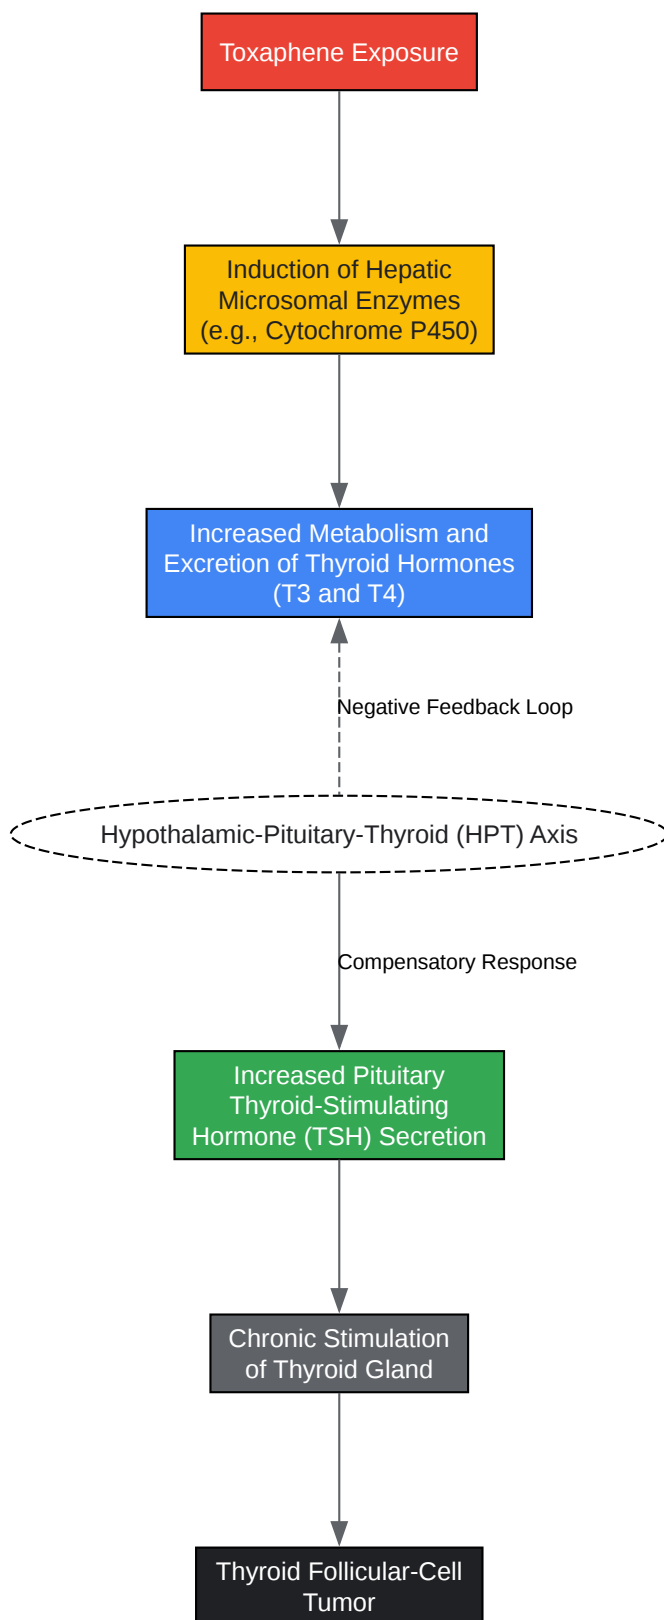 Toxaphene Exposure
Induction of Hepatic
Microsomal Enzymes
(e.g., Cytochrome P450)
Increased Metabolism and
Excretion of Thyroid Hormones
(T3 and T4)
Negative Feedback Loop
Hypothalamic-Pituitary-Thyroid (HPT) Axis
Compensatory Response
Increased Pituitary
Thyroid-Stimulating
Hormone (TSH) Secretion
Chronic Stimulation
of Thyroid Gland
Thyroid Follicular-Cell
Tumor